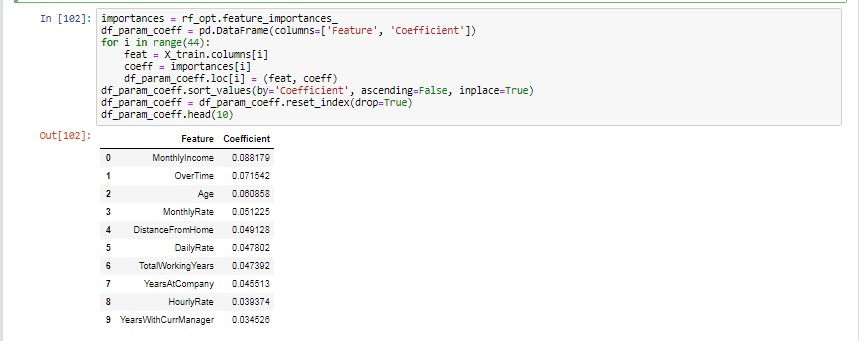 In [102]: importances = rf_opt.feature_importances_
df_param_coeff = pd.DataFrame(columns=['Feature', 'Coefficient'])
for i in range(44):
    feat = X_train.columns[i]
    coeff = importances[i]
    df_param_coeff.loc[i] = (feat, coeff)
df_param_coeff.sort_values(by='Coefficient', ascending=False, inplace=True)
df_param_coeff = df_param_coeff.reset_index(drop=True)
df_param_coeff.head(10)
Out[102]:
Feature Coefficient
0 MonthlyIncome 0.088179
1 OverTime 0.071542
2 Age 0.060858
3 MonthlyRate 0.051225
4 DistanceFromHome 0.049128
5 DailyRate 0.047802
6 TotalWorkingYears 0.047392
7 YearsAtCompany 0.045513
8 HourlyRate 0.039374
9 YearsWithCurrManager 0.034526